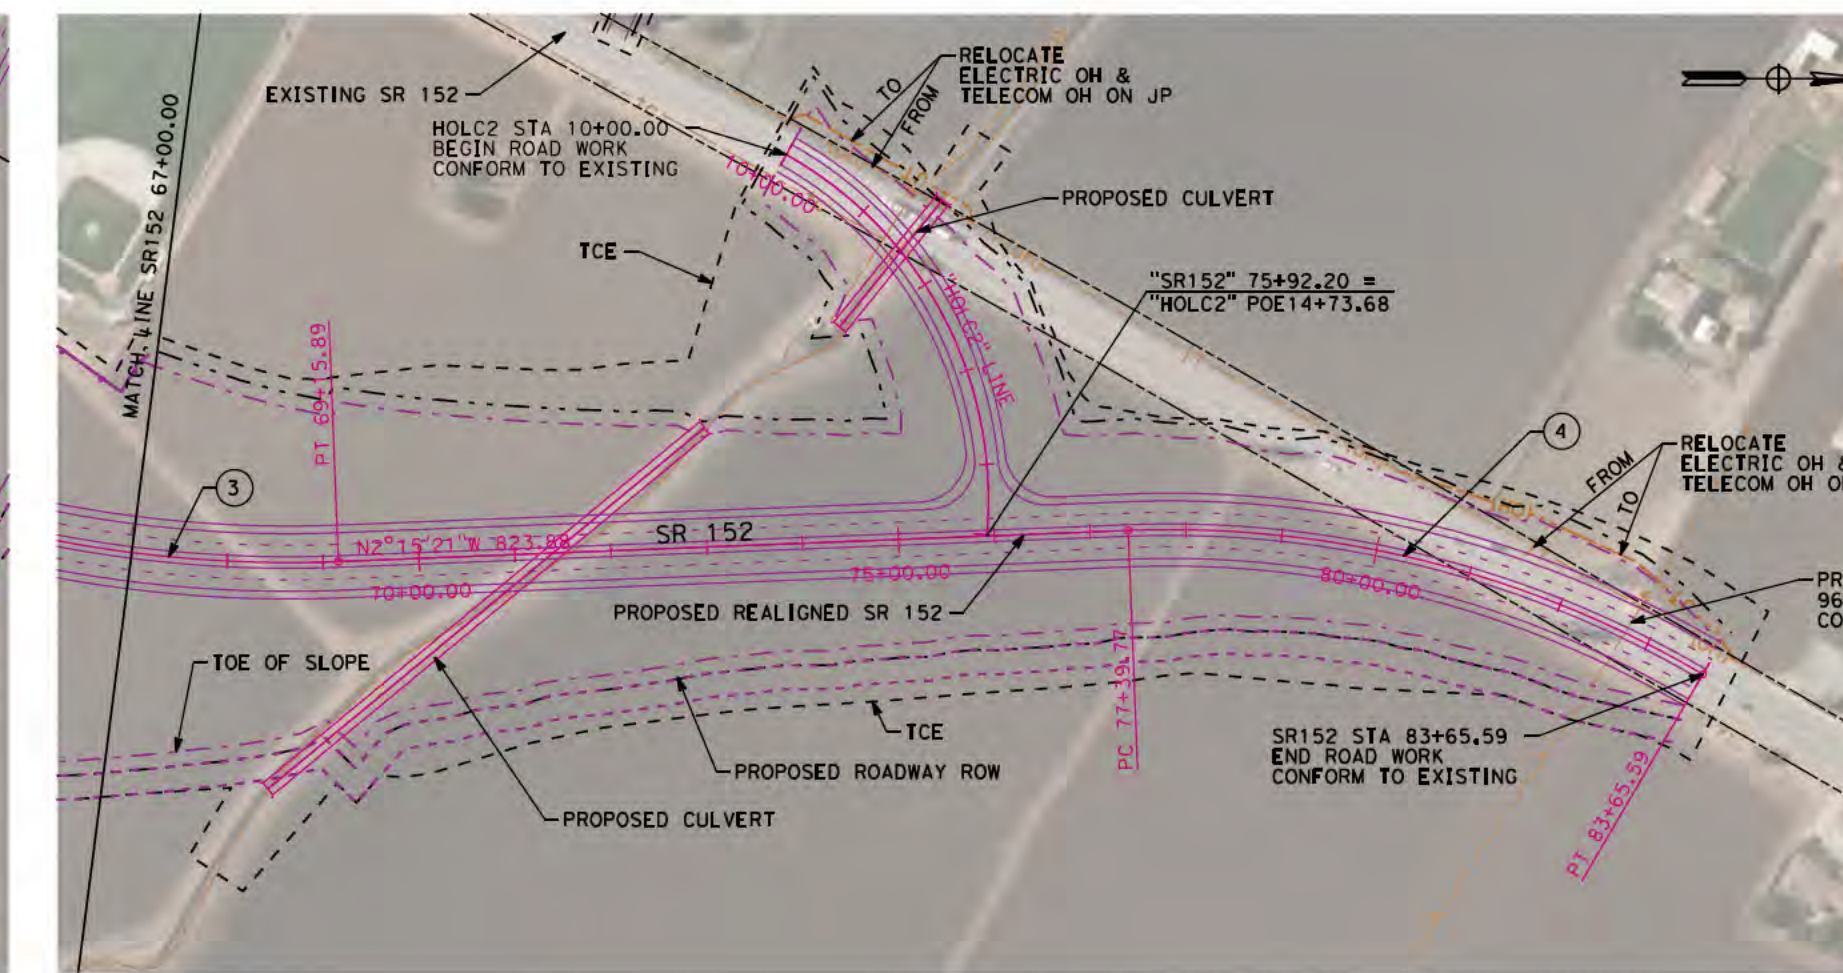 EXISTING SR 152
RELOCATE
ELECTRIC OH &
TELECOM OH ON JP
TO
FROM
HOLC2 STA 10+00.00
BEGIN ROAD WORK
CONFORM TO EXISTING
10+00.00
MATCH LINE SR152 67+00.00
PROPOSED CULVERT
TCE
"SR152" 75+92.20 =
"HOLC2" POE14+73.68
"HOLC2" LINE
PT 69+15.89
3
4
FROM
TO
RELOCATE
ELECTRIC OH &
TELECOM OH
N2°15'21"W 823.88
SR 152
70+00.00
75+00.00
80+00.00
PROPOSED REALIGNED SR 152
PR
96
CO
TOE OF SLOPE
PC 77+39.77
TCE
PROPOSED ROADWAY ROW
PROPOSED CULVERT
SR152 STA 83+65.59
END ROAD WORK
CONFORM TO EXISTING
PT 83+65.59